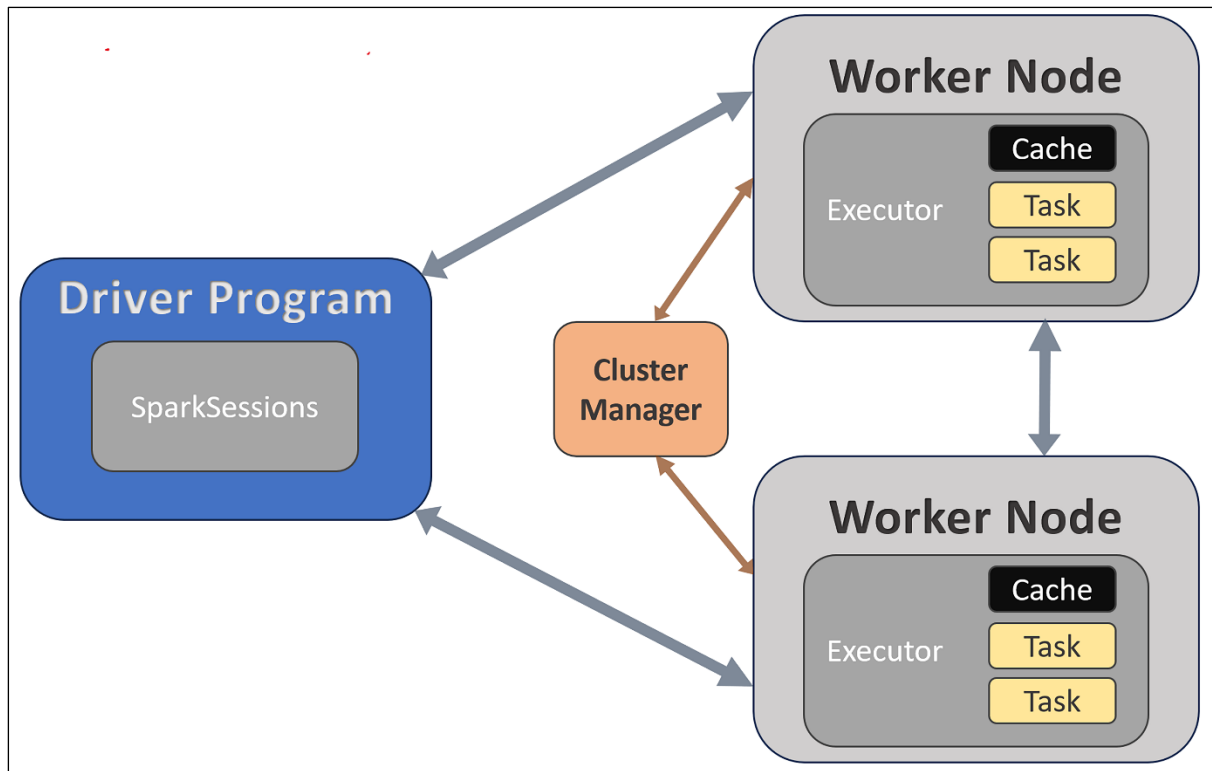 Driver Program
SparkSessions
Cluster
Manager
Worker Node
Executor
Cache
Task
Task
Worker Node
Executor
Cache
Task
Task